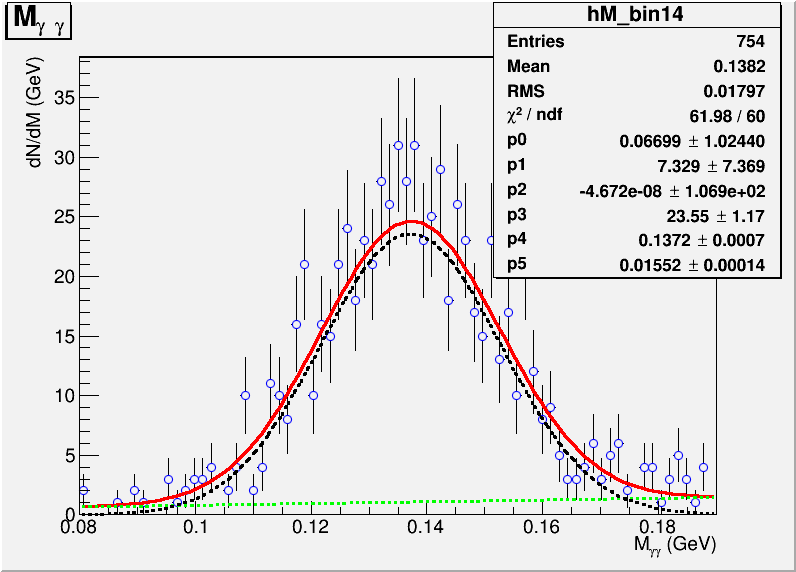 M γ γ
hM_bin14
Entries 754
Mean 0.1382
RMS 0.01797
χ² / ndf 61.98 / 60
p0 0.06699 ± 1.02440
p1 7.329 ± 7.369
p2 -4.672e-08 ± 1.069e+02
p3 23.55 ± 1.17
p4 0.1372 ± 0.0007
p5 0.01552 ± 0.00014
dN/dM (GeV)
35
30
25
20
15
10
5
0
0.08 0.1 0.12 0.14 0.16 0.18
Mγγ (GeV)